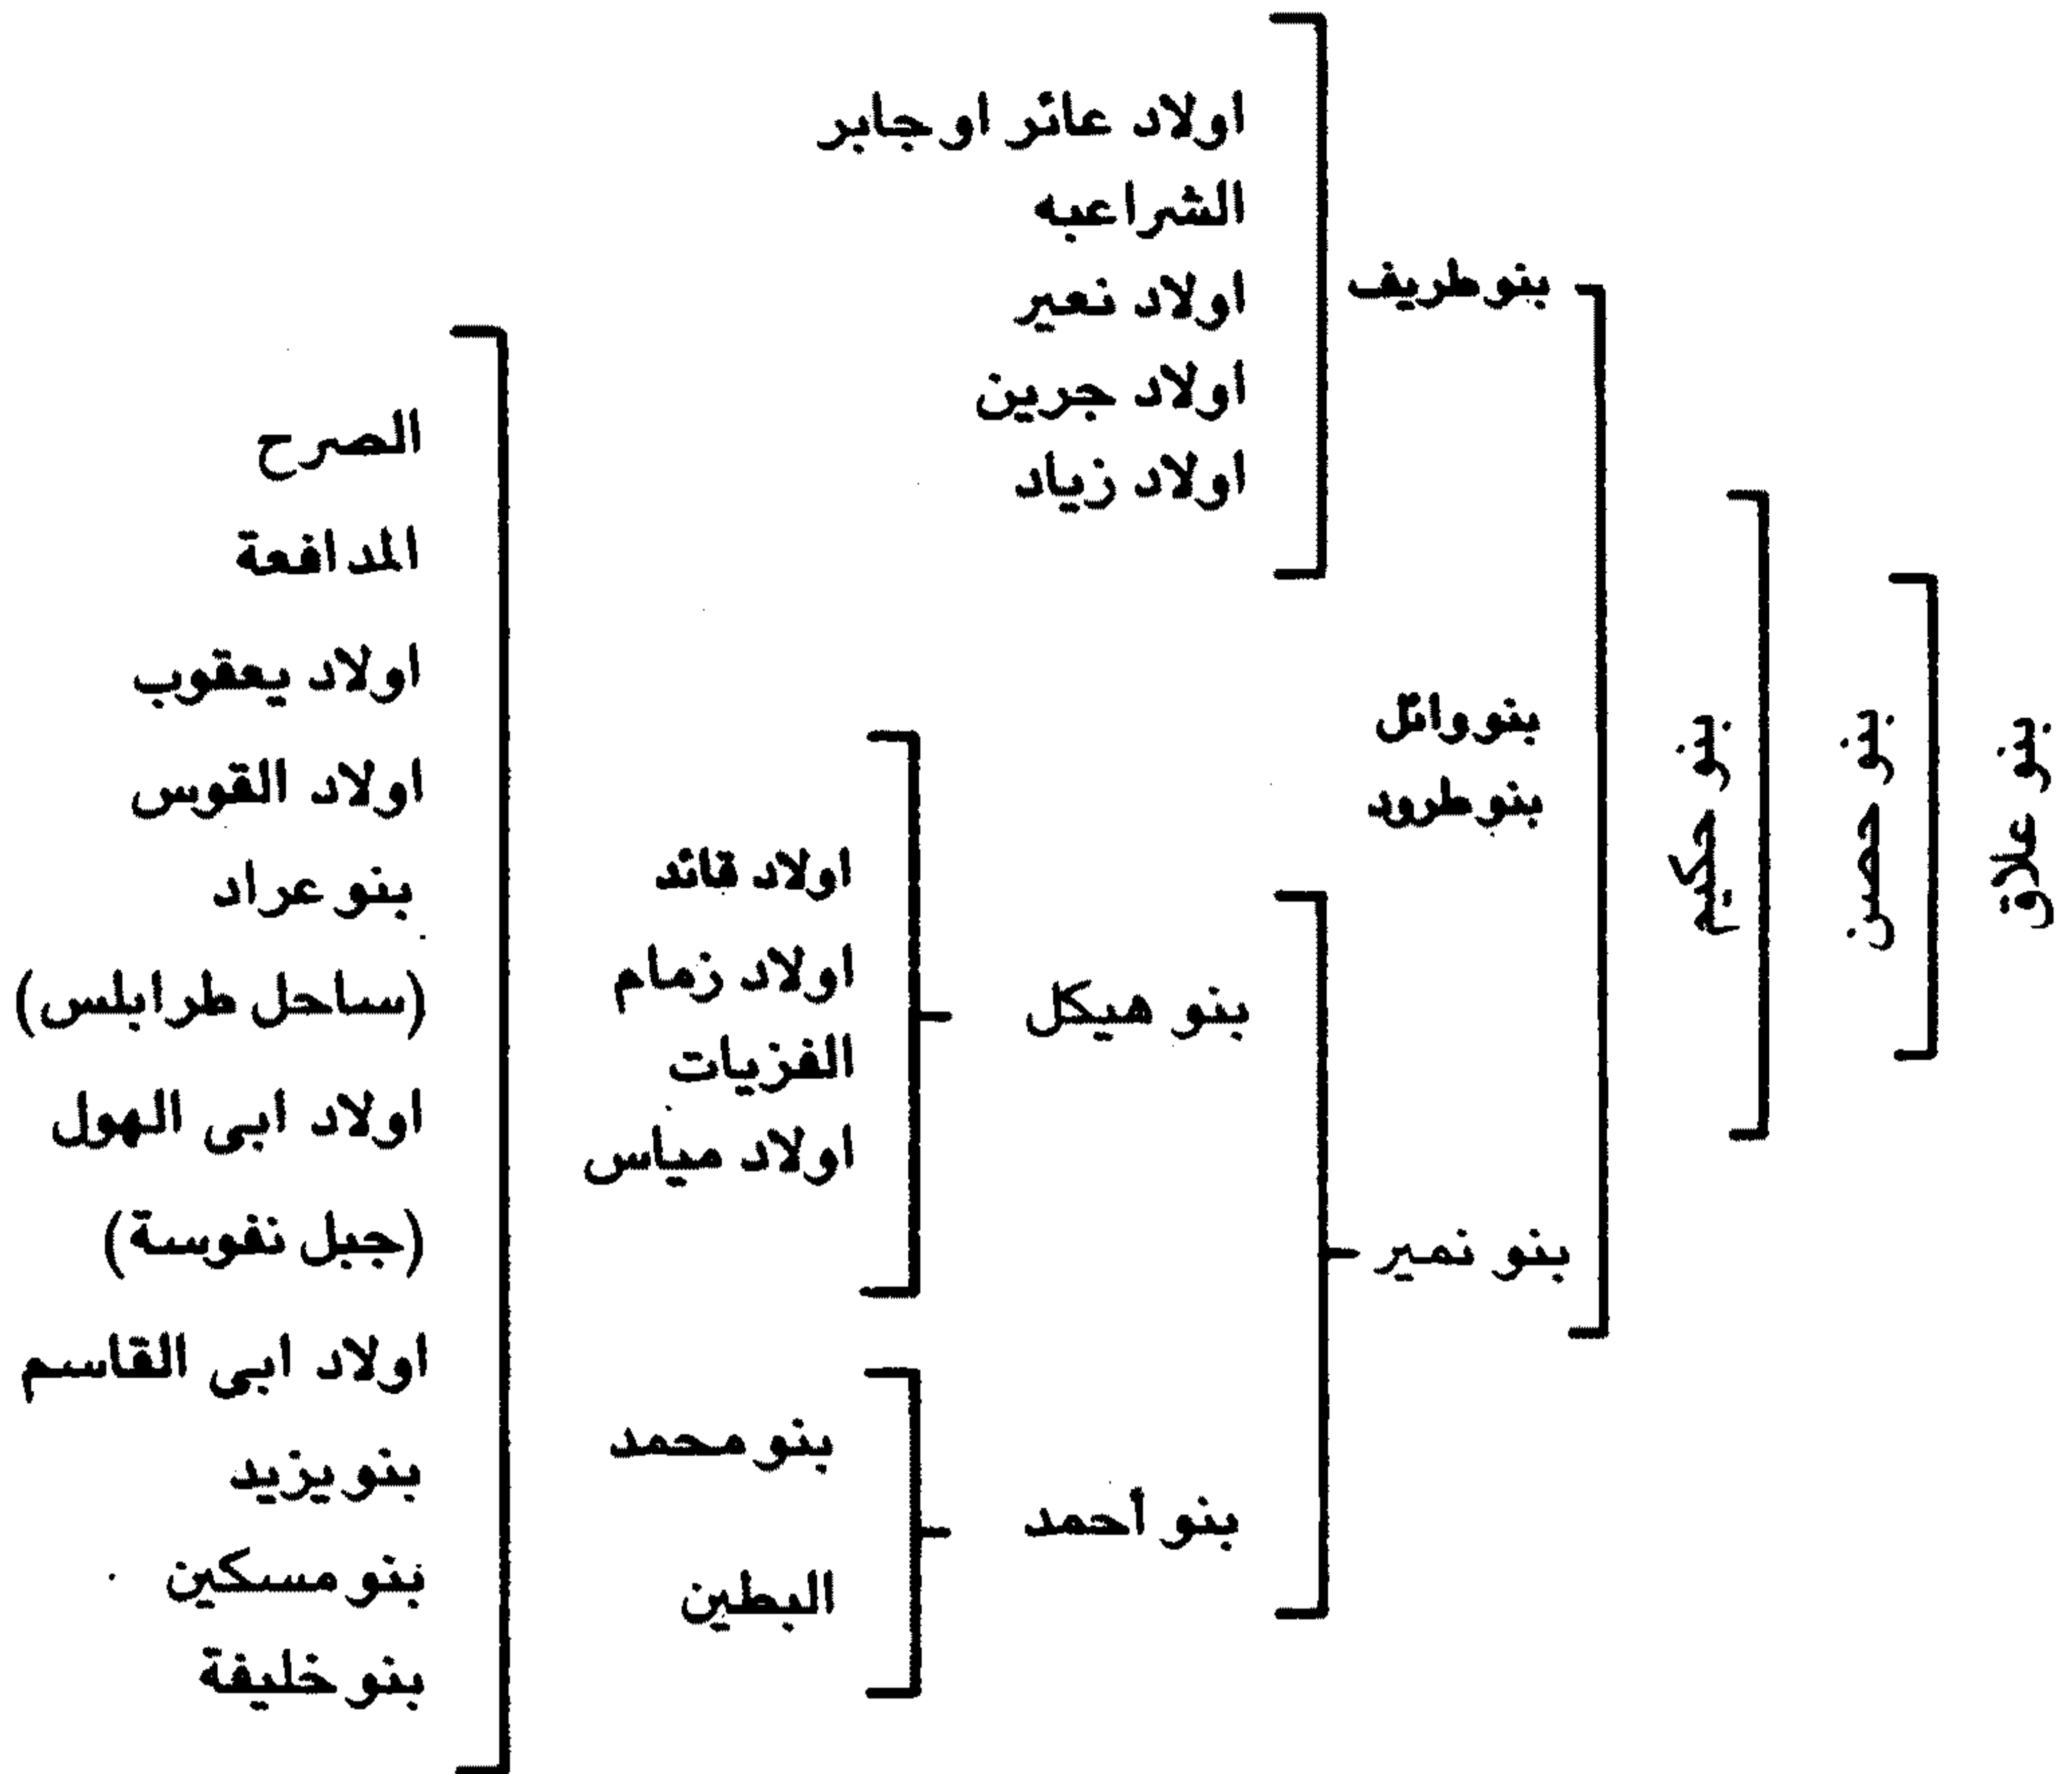 بنو علاق
بنو حصن
بنو حكيم
بنو طريف
بنو وائل
بنو طرود
بنو نمير
اولاد عائر او جابر
الشراعبه
اولاد نعير
اولاد جرين
اولاد زياد
بنو هيكل
بنو أحمد
اولاد قائد
اولاد زمام
الفزيات
اولاد مياس
بنو محمد
البطين
الصرح
المدافعة
اولاد يعقوب
اولاد القوس
بنو عراد
(ساحل طرابلس)
اولاد ابى الهول
(جبل نفوسة)
اولاد ابى القاسم
بنو يزيد
بنو مسكين
بنو خليفة